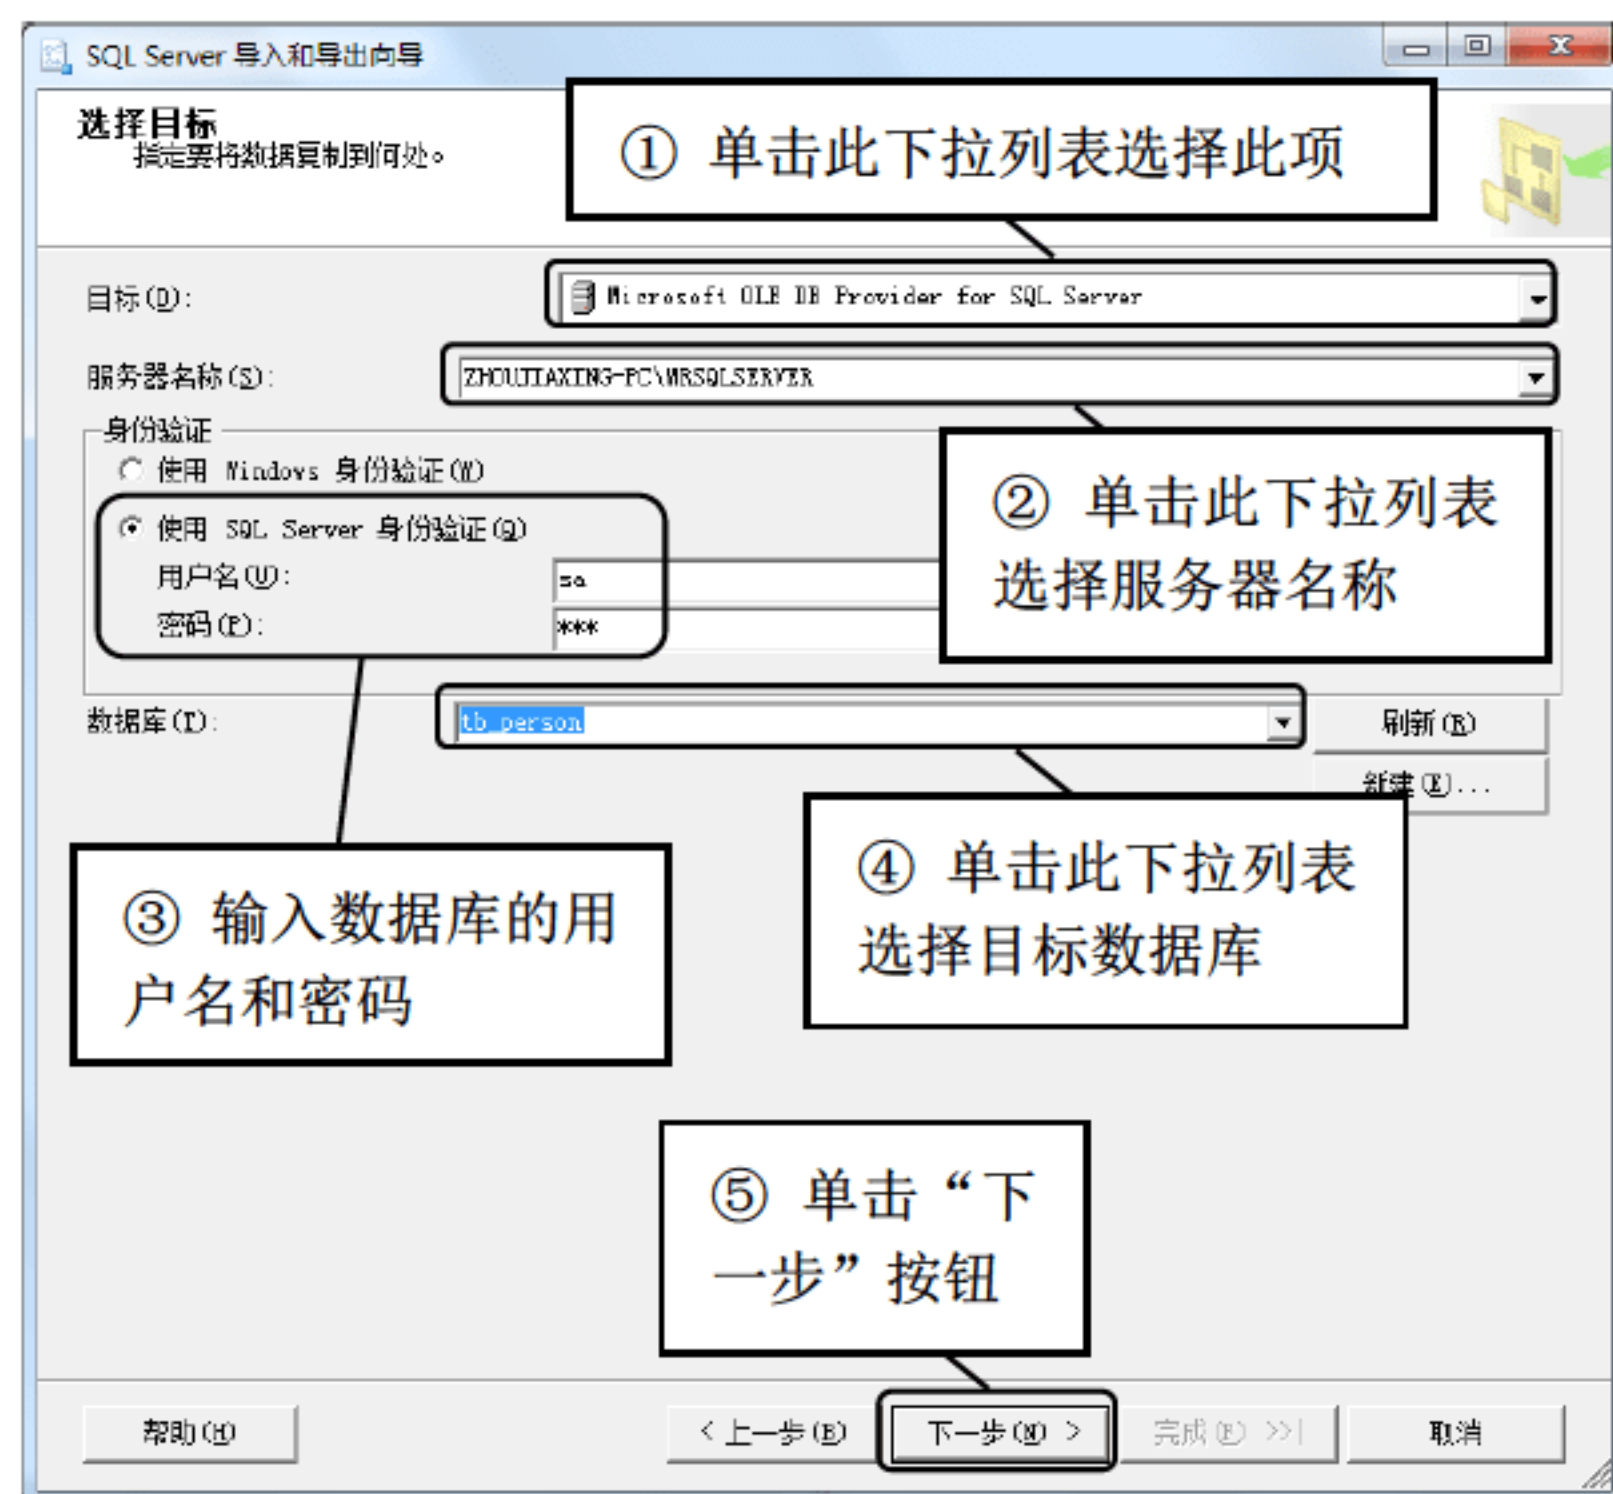 SQL Server 导入和导出向导
选择目标
指定要将数据复制到何处。
① 单击此下拉列表选择此项
目标(D):
Microsoft OLE DB Provider for SQL Server
服务器名称(S):
ZHOUJIAXING-PC\MRSQLSERVER
身份验证
使用 Windows 身份验证(W)
② 单击此下拉列表
选择服务器名称
使用 SQL Server 身份验证(Q)
用户名(U):
sa
密码(P):
***
数据库(T):
tb_person
刷新(R)
新建(E)...
③ 输入数据库的用
户名和密码
④ 单击此下拉列表
选择目标数据库
⑤ 单击“下
一步”按钮
帮助(H)
< 上一步(B)
下一步(N) >
完成(F) >>|
取消